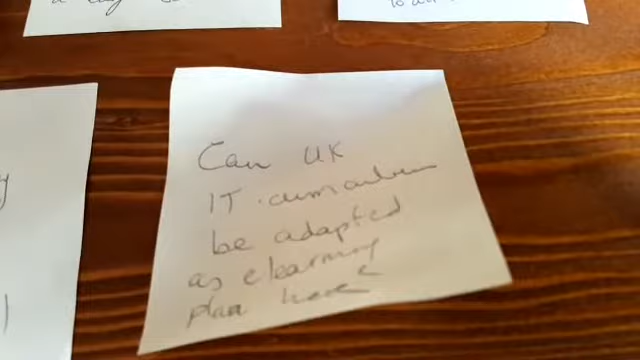 Can UK
IT curriculum
be adapted
as elearning
plan here